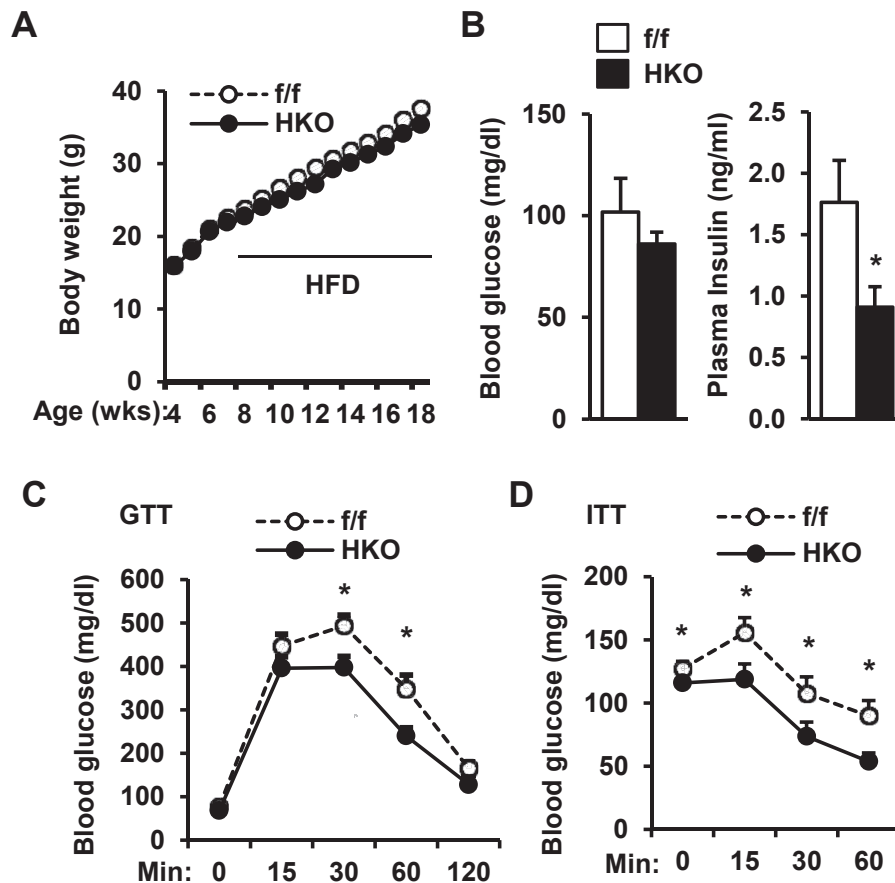 A
f/f
HKO
Body weight (g)
40
30
20
10
0
HFD
Age (wks):4 6 8 10 12 14 16 18
B
f/f
HKO
Blood glucose (mg/dl)
150
100
50
0
Plasma Insulin (ng/ml)
2.5
2.0
1.5
1.0
0.5
0.0
*
C
GTT
f/f
HKO
Blood glucose (mg/dl)
600
500
400
300
200
100
0
* *
Min: 0 15 30 60 120
D
ITT
f/f
HKO
Blood glucose (mg/dl)
200
150
100
50
0
* * * *
Min: 0 15 30 60